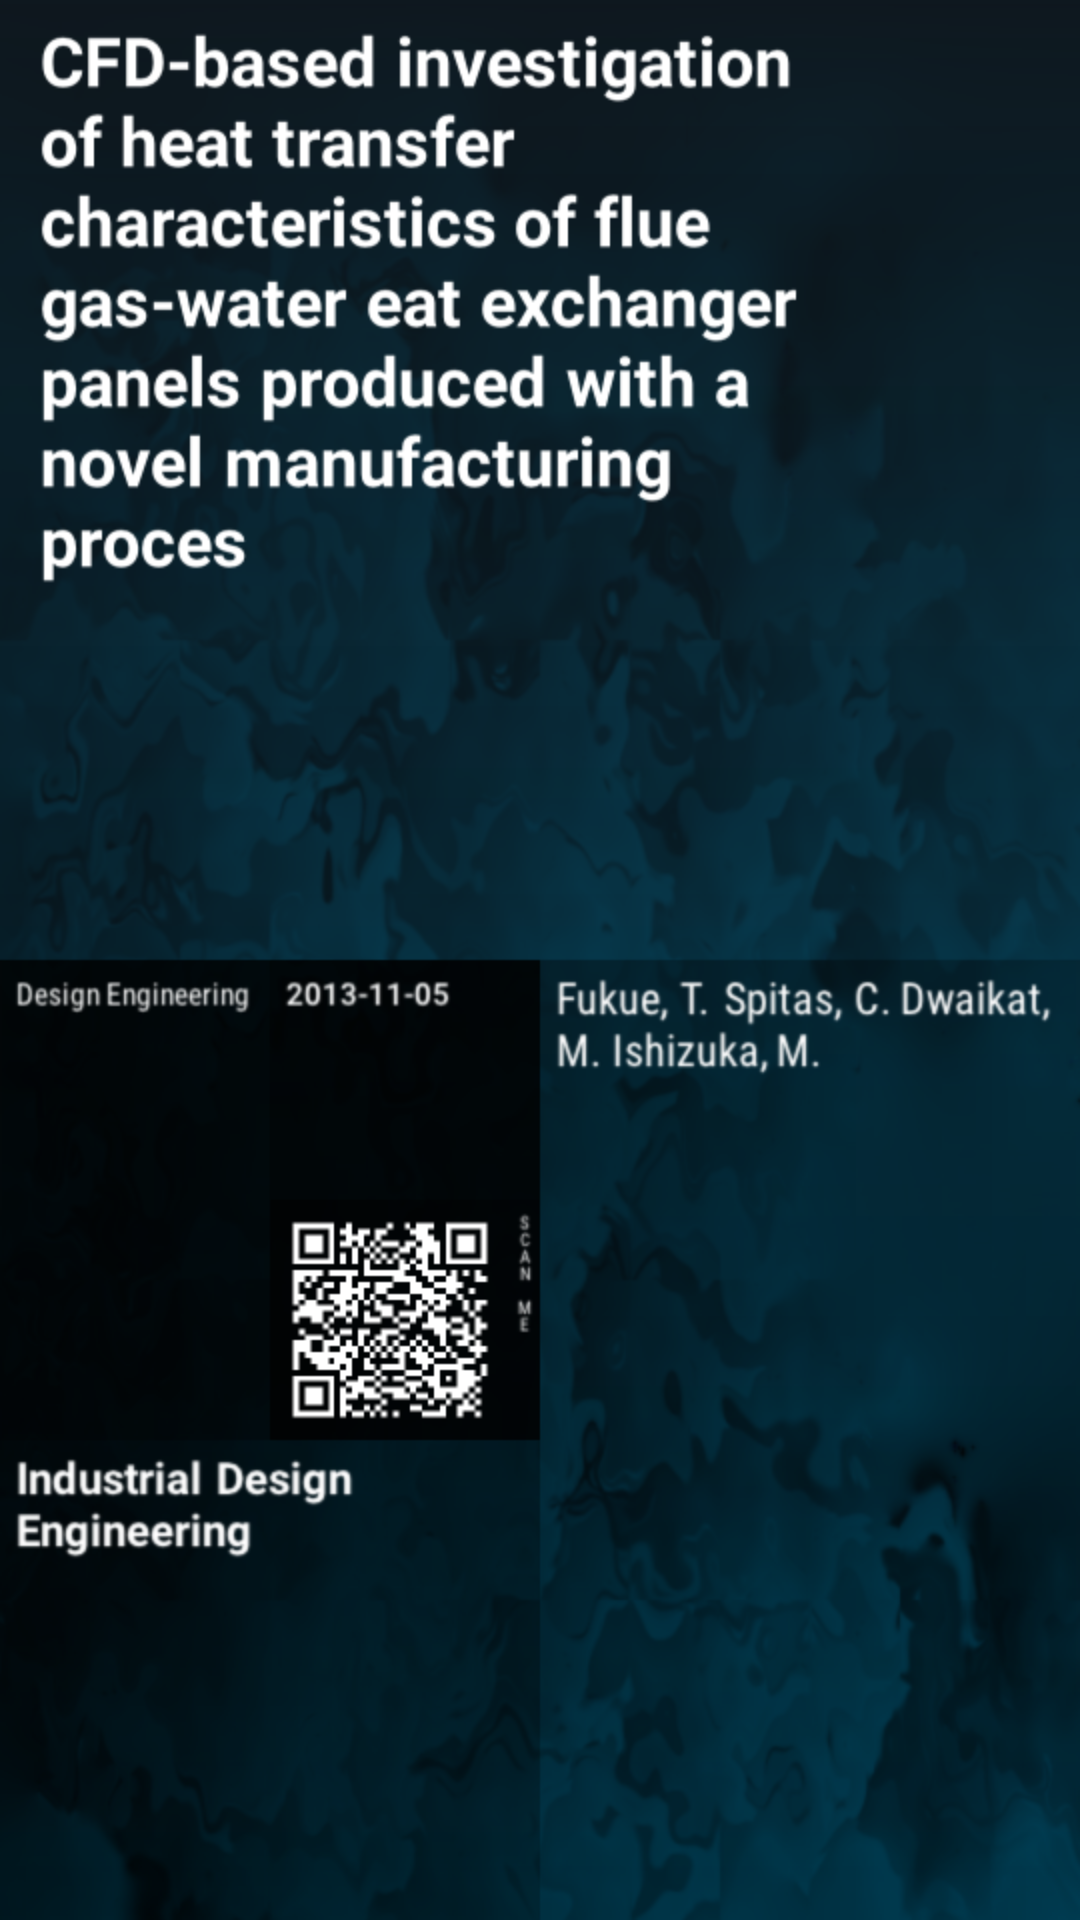 CFD-based investigation
of heat transfer
characteristics of flue
gas-water eat exchanger
panels produced with a
novel manufacturing
proces
Design Engineering
2013-11-05
Fukue, T. Spitas, C. Dwaikat,
M. Ishizuka, M.
SCAN ME
Industrial Design
Engineering